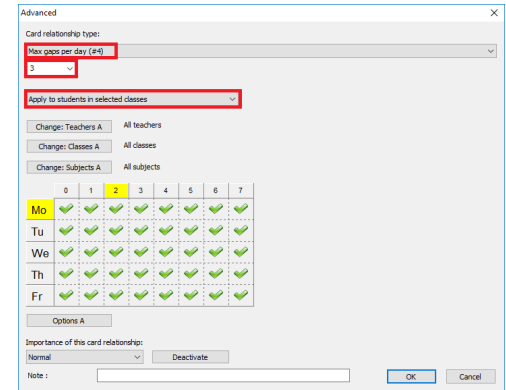 Advanced
Card relationship type:
Max gaps per day (#4)
3
Apply to students in selected classes
Change: Teachers A All teachers
Change: Classes A All classes
Change: Subjects A All subjects
0 1 2 3 4 5 6 7
Mo
Tu
We
Th
Fr
Options A
Importance of this card relationship:
Normal Deactivate
Note :
OK Cancel